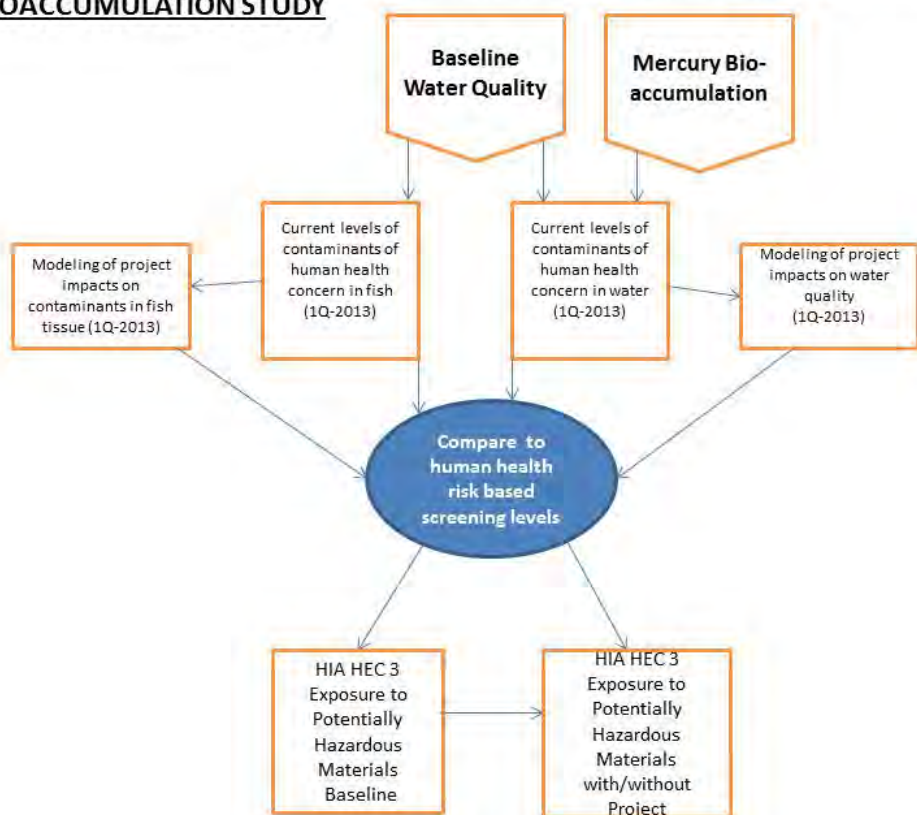 OACCUMULATION STUDY
Baseline
Water Quality
Mercury Bio-
accumulation
Modeling of project
impacts on
contaminants in fish
tissue (1Q-2013)
Current levels of
contaminants of
human health
concern in fish
(1Q-2013)
Current levels of
contaminants of
human health
concern in water
(1Q-2013)
Modeling of project
impacts on water
quality
(1Q-2013)
Compare to
human health
risk based
screening levels
HIA HEC 3
Exposure to
Potentially
Hazardous
Materials
Baseline
HIA HEC 3
Exposure to
Potentially
Hazardous
Materials
with/without
Project